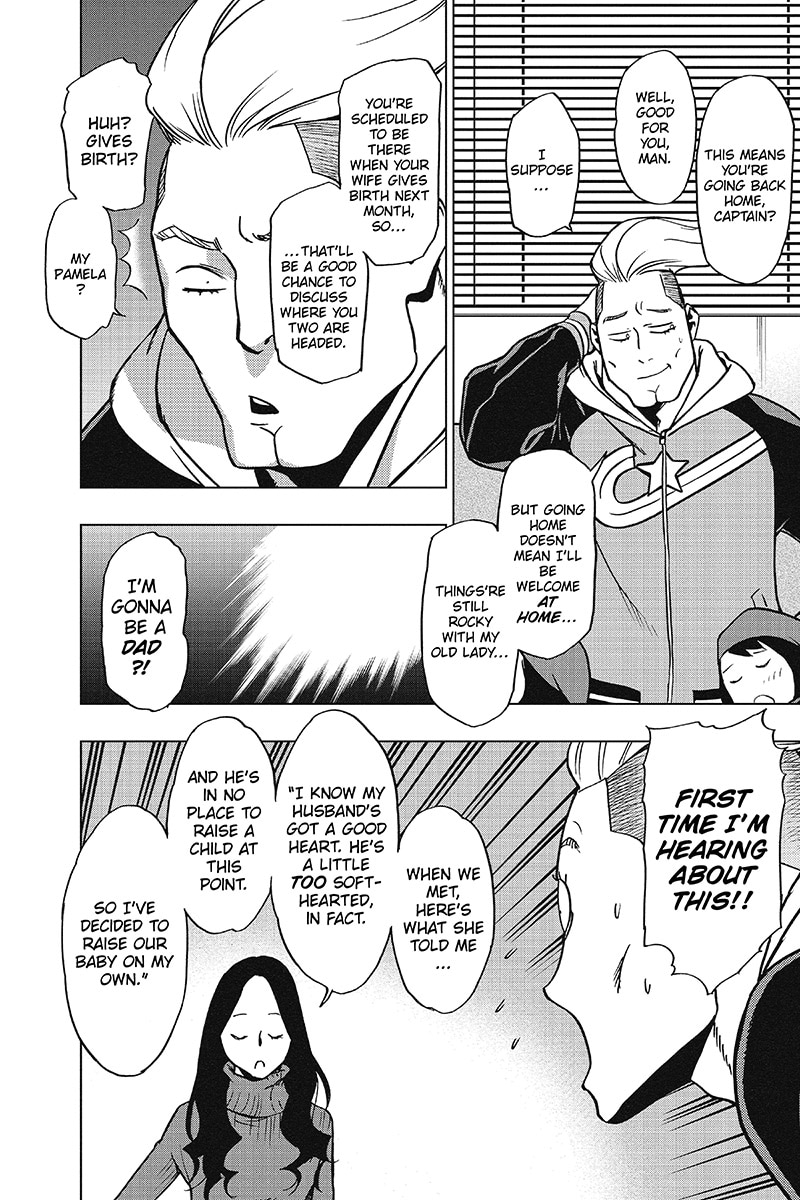 THIS MEANS
YOU'RE
GOING BACK
HOME,
CAPTAIN?
WELL,
GOOD
FOR
YOU,
MAN.
I
SUPPOSE
...
BUT GOING
HOME
DOESN'T
MEAN I'LL
BE
WELCOME
AT
HOME...
THINGS'RE
STILL
ROCKY
WITH MY
OLD LADY...
YOU'RE
SCHEDULED
TO BE
THERE
WHEN YOUR
WIFE GIVES
BIRTH NEXT
MONTH,
SO...
...THAT'LL
BE A GOOD
CHANCE TO
DISCUSS
WHERE YOU
TWO ARE
HEADED.
HUH?
GIVES
BIRTH?
MY
PAMELA
?
I'M
GONNA
BE A
DAD
?!
FIRST
TIME I'M
HEARING
ABOUT
THIS!!
WHEN WE
MET,
HERE'S
WHAT SHE
TOLD ME
...
"I KNOW MY
HUSBAND'S
GOT A GOOD
HEART. HE'S
A LITTLE
TOO SOFT-
HEARTED,
IN FACT.
AND HE'S
IN NO
PLACE TO
RAISE A
CHILD AT
THIS
POINT.
SO I'VE
DECIDED TO
RAISE OUR
BABY ON MY
OWN."